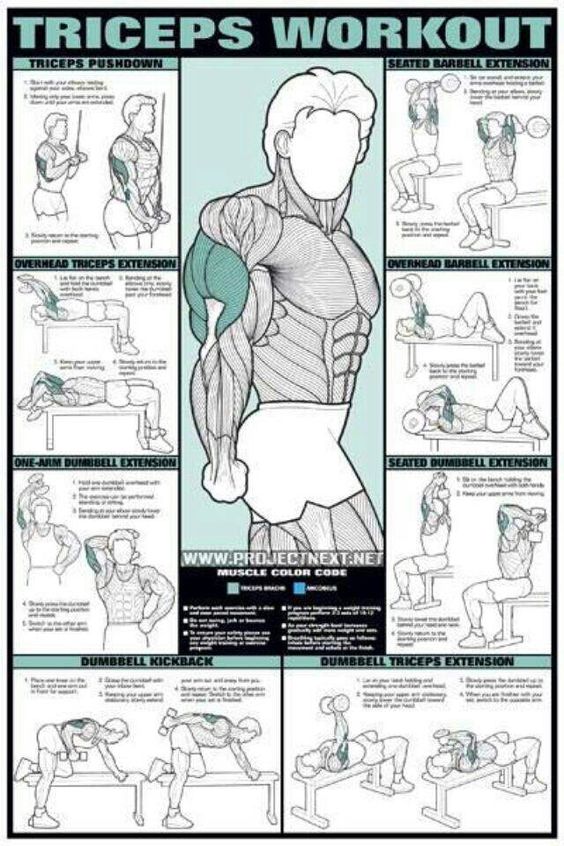 TRICEPS WORKOUT
TRICEPS PUSHDOWN
1. Start with your elbows resting
against your sides, elbows bent.
2. Moving only your lower arms, press
down until your arms are extended.
3. Slowly return to the starting
position and repeat.
SEATED BARBELL EXTENSION
1. Sit on
overhead holding a barbell.
2. Bending at your elbows, slowly
lower the barbell behind your
head.
3. Slowly press the barbell
back to the starting
position and repeat.
OVERHEAD TRICEPS EXTENSION
1. Lie flat on the bench
and hold the dumbbell
with both hands
overhead.
2. Bending at the
elbows only, slowly
lower the dumbbell
past your forehead.
3. Keep your upper
arms from moving.
4. Slowly return to the
starting position and
repeat.
OVERHEAD BARBELL EXTENSION
1. Lie flat on
your back
with your feet
on the
bench
2.
barbell and
extend it
overhead.
3. Bending at
your elbows
slowly lower
the barbell
toward your
forehead.
4. Slowly press the barbell
back to the starting
position and repeat.
ONE-ARM DUMBBELL EXTENSION
1. Hold one dumbbell overhead with
your arm extended.
2. The exercise can be performed
standing or sitting.
3. Bending at your elbow slowly lower
the dumbbell behind your head.
4. Slowly press the dumbbell
to the starting position
and repeat.
5. Switch to the other arm
when your set is finished.
SEATED DUMBBELL EXTENSION
1. Sit on the bench holding the
dumbbell overhead with both hands.
2. Keep your upper arms from moving.
3. Slowly lower the dumbbell
behind your head and neck.
4. Slowly return to the
starting position
and repeat.
WWW.PROJECTNEXT.NET
MUSCLE COLOR CODE
TRICEPS BRACHII
ANCONEUS
Perform each exercise with a slow
and even paced movement.
Do not swing, jerk or bounce
the weight.
To ensure your safety please see
your physician before beginning
any weight training or exercise
program.
If you are beginning a weight training
program perform 2-3 sets of 10-12
repetitions.
As your strength level increases
gradually add more weight and sets.
Breathing
before starting the
movement and exhale at the finish.
DUMBBELL KICKBACK
1. Place one knee on the
bench and one arm out
in front for support.
2. Grasp the dumbbell with
your
3. Keeping your upper arm
stationary, slowly extend
your arm out and away from you.
4. Slowly return to the starting position
and repeat. Switch to the other arm
when your set is finished.
DUMBBELL TRICEPS EXTENSION
1. Lie on your back holding and
extending one dumbbell overhead.
2. Keeping your upper arm stationary,
slowly lower the dumbbell toward
the side of your head.
3. Slowly press the dumbbell up to
the starting position and repeat.
4. When you are finished with your
set, switch to the opposite arm.